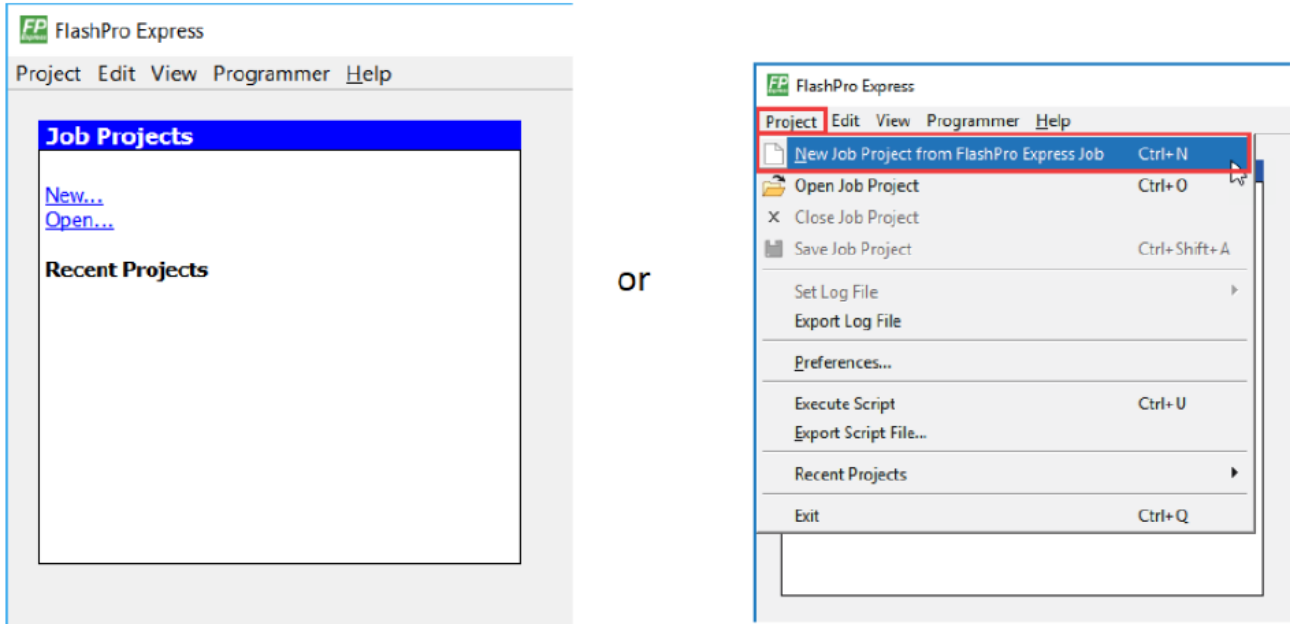 FP Express FlashPro Express
Project Edit View Programmer Help
Job Projects
New...
Open...
Recent Projects
or
FP Express FlashPro Express
Project Edit View Programmer Help
New Job Project from FlashPro Express Job Ctrl+N
Open Job Project Ctrl+O
Close Job Project
Save Job Project Ctrl+Shift+A
Set Log File
Export Log File
Preferences...
Execute Script Ctrl+U
Export Script File...
Recent Projects
Exit Ctrl+Q